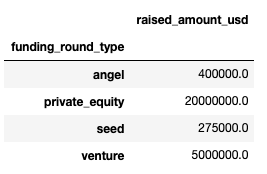 raised_amount_usd
funding_round_type
angel 400000.0
private_equity 20000000.0
seed 275000.0
venture 5000000.0